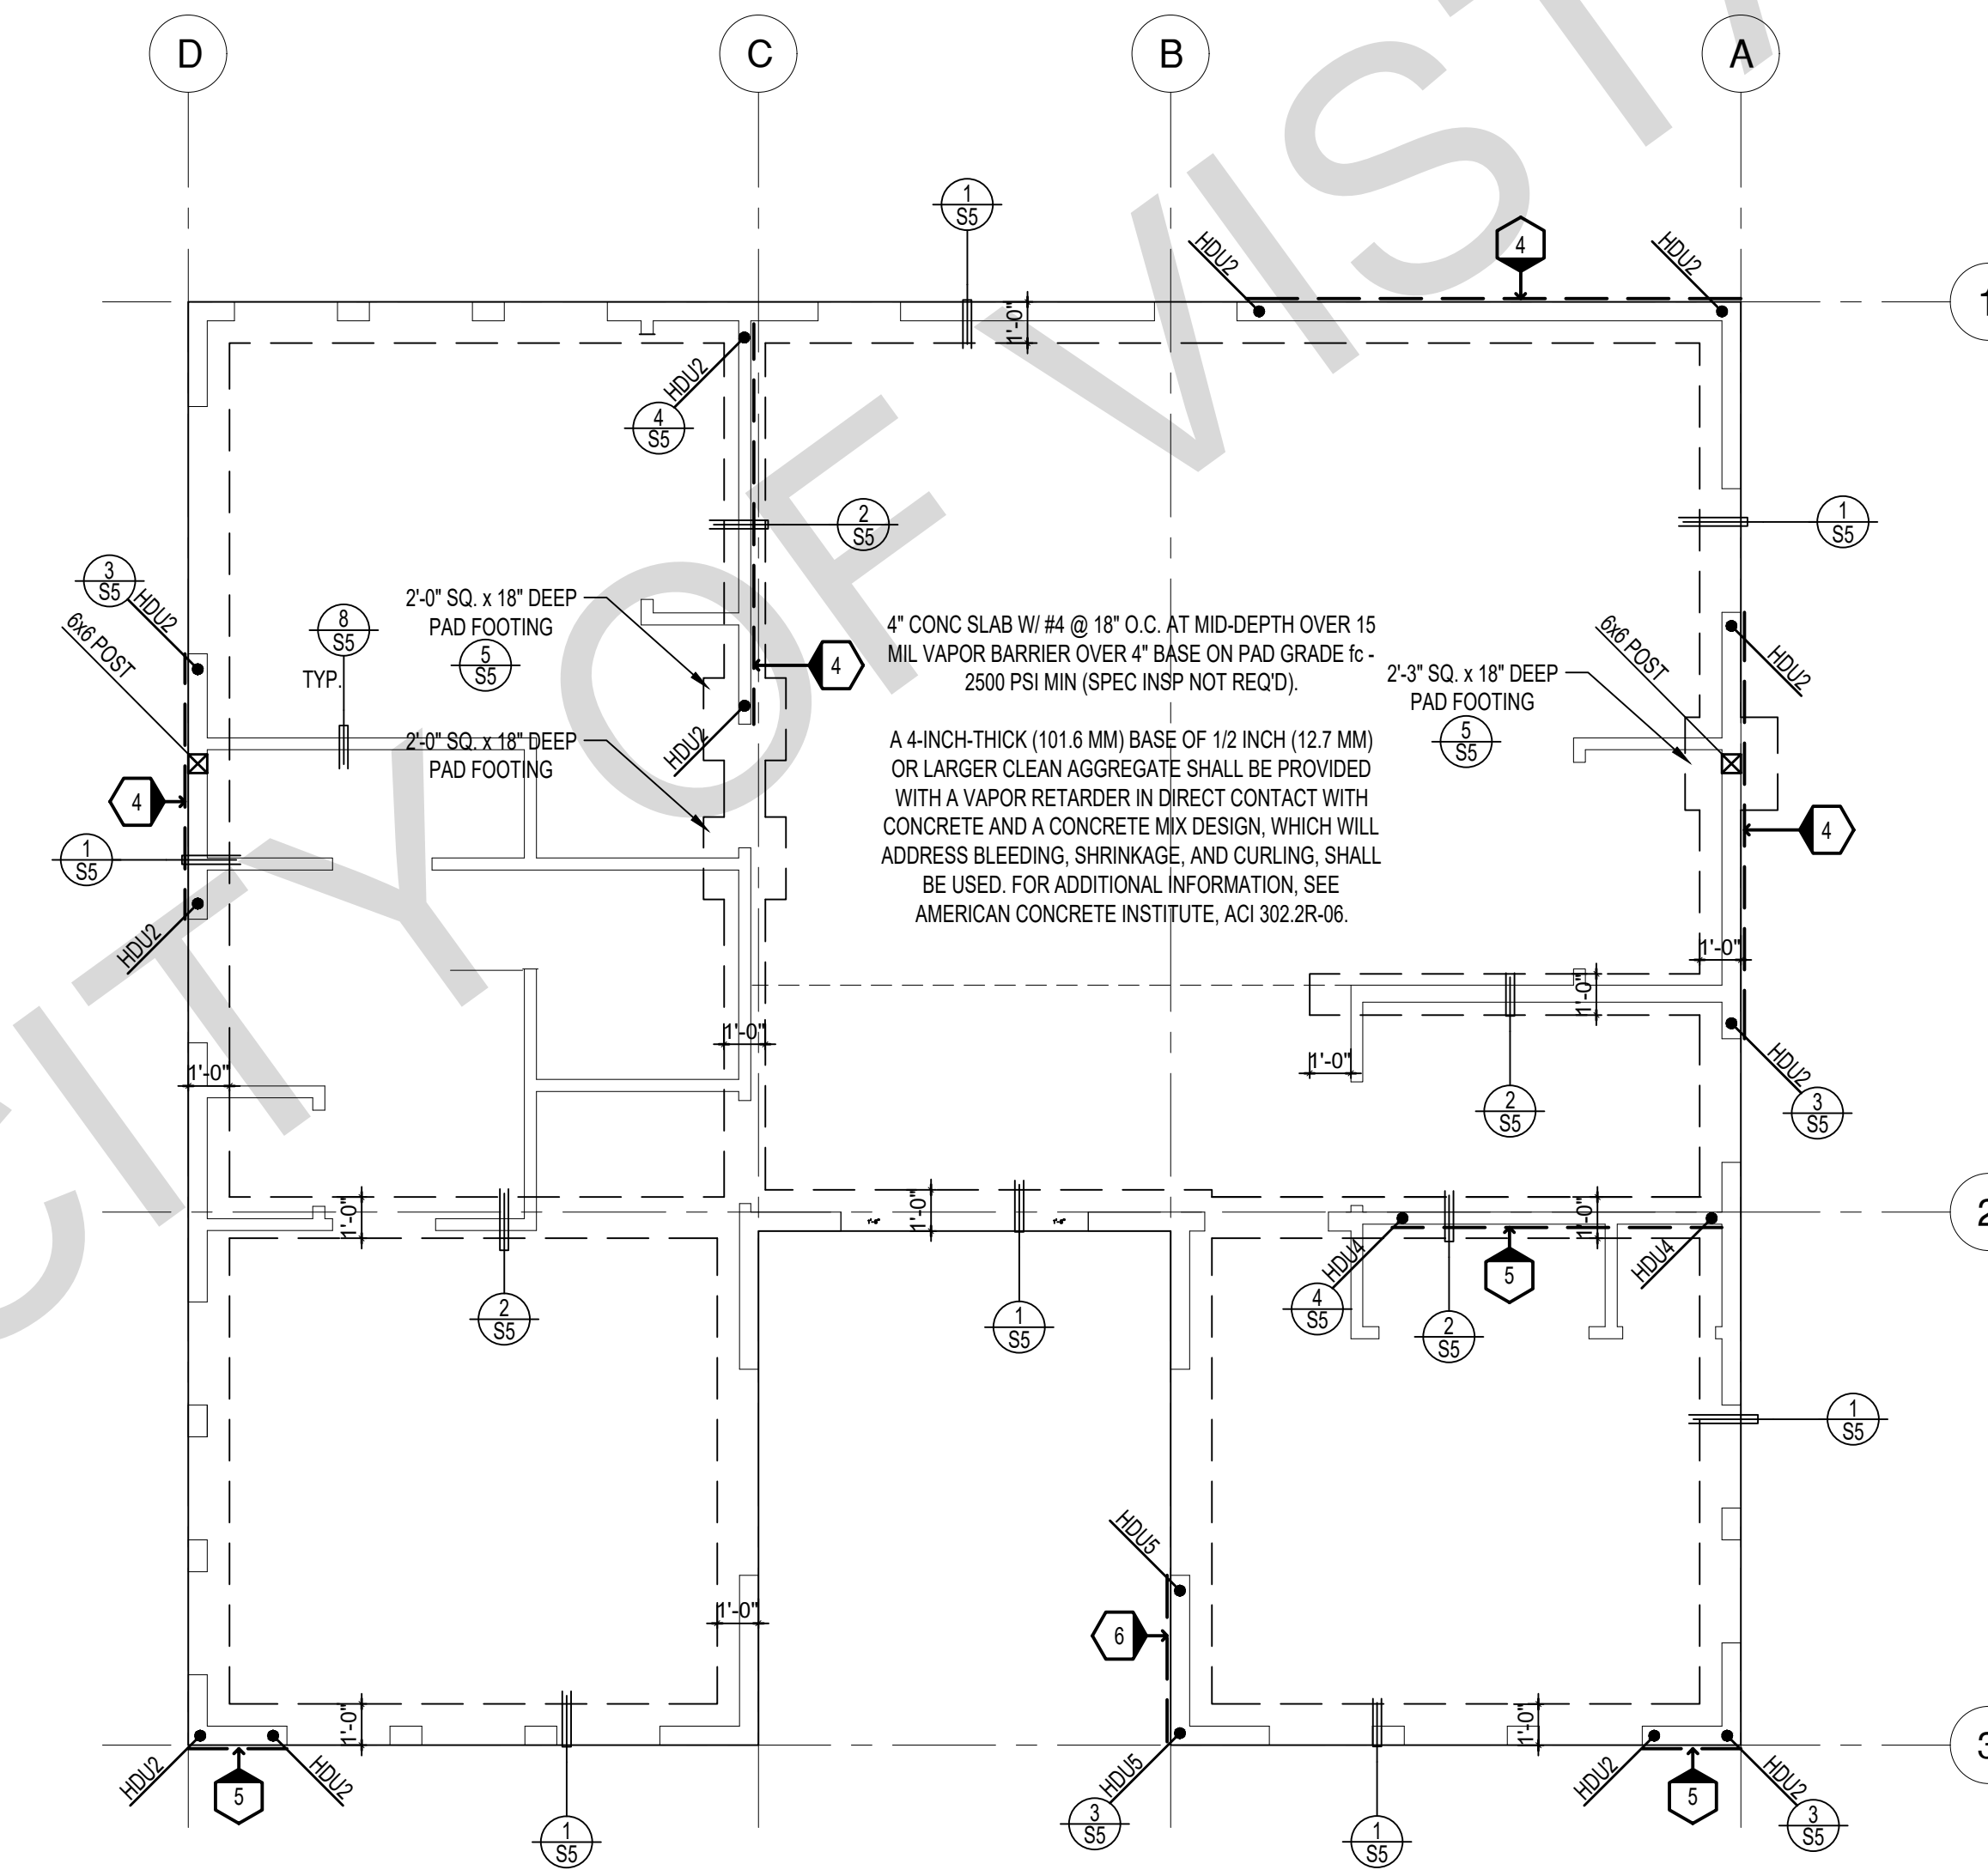 D
C
B
A
1
S5
4
HDU2
HDU2
1
1'-0"
HDU2
4
S5
2
S5
1
S5
3
S5
HDU2
6x6 POST
8
S5
TYP.
2'-0" SQ. x 18" DEEP
PAD FOOTING
5
S5
2'-0" SQ. x 18" DEEP
PAD FOOTING
HDU2
4
4" CONC SLAB W/ #4 @ 18" O.C. AT MID-DEPTH OVER 15
MIL VAPOR BARRIER OVER 4" BASE ON PAD GRADE fc -
2500 PSI MIN (SPEC INSP NOT REQ'D).
A 4-INCH-THICK (101.6 MM) BASE OF 1/2 INCH (12.7 MM)
OR LARGER CLEAN AGGREGATE SHALL BE PROVIDED
WITH A VAPOR RETARDER IN DIRECT CONTACT WITH
CONCRETE AND A CONCRETE MIX DESIGN, WHICH WILL
ADDRESS BLEEDING, SHRINKAGE, AND CURLING, SHALL
BE USED. FOR ADDITIONAL INFORMATION, SEE
AMERICAN CONCRETE INSTITUTE, ACI 302.2R-06.
6x6 POST
2'-3" SQ. x 18" DEEP
PAD FOOTING
5
S5
HDU2
4
4
1
S5
HDU2
1'-0"
1'-0"
1'-0"
1'-0"
1'-0"
HDU2
3
S5
2
S5
1'-0"
1'-0"
1'-0"
2
2
S5
1
S5
HDU4
4
S5
2
S5
5
HDU4
1
S5
HDU5
1'-0"
6
1'-0"
1'-0"
3
HDU2
5
HDU2
1
S5
HDU5
3
S5
1
S5
HDU2
5
HDU2
3
S5
CITY OF VISTA